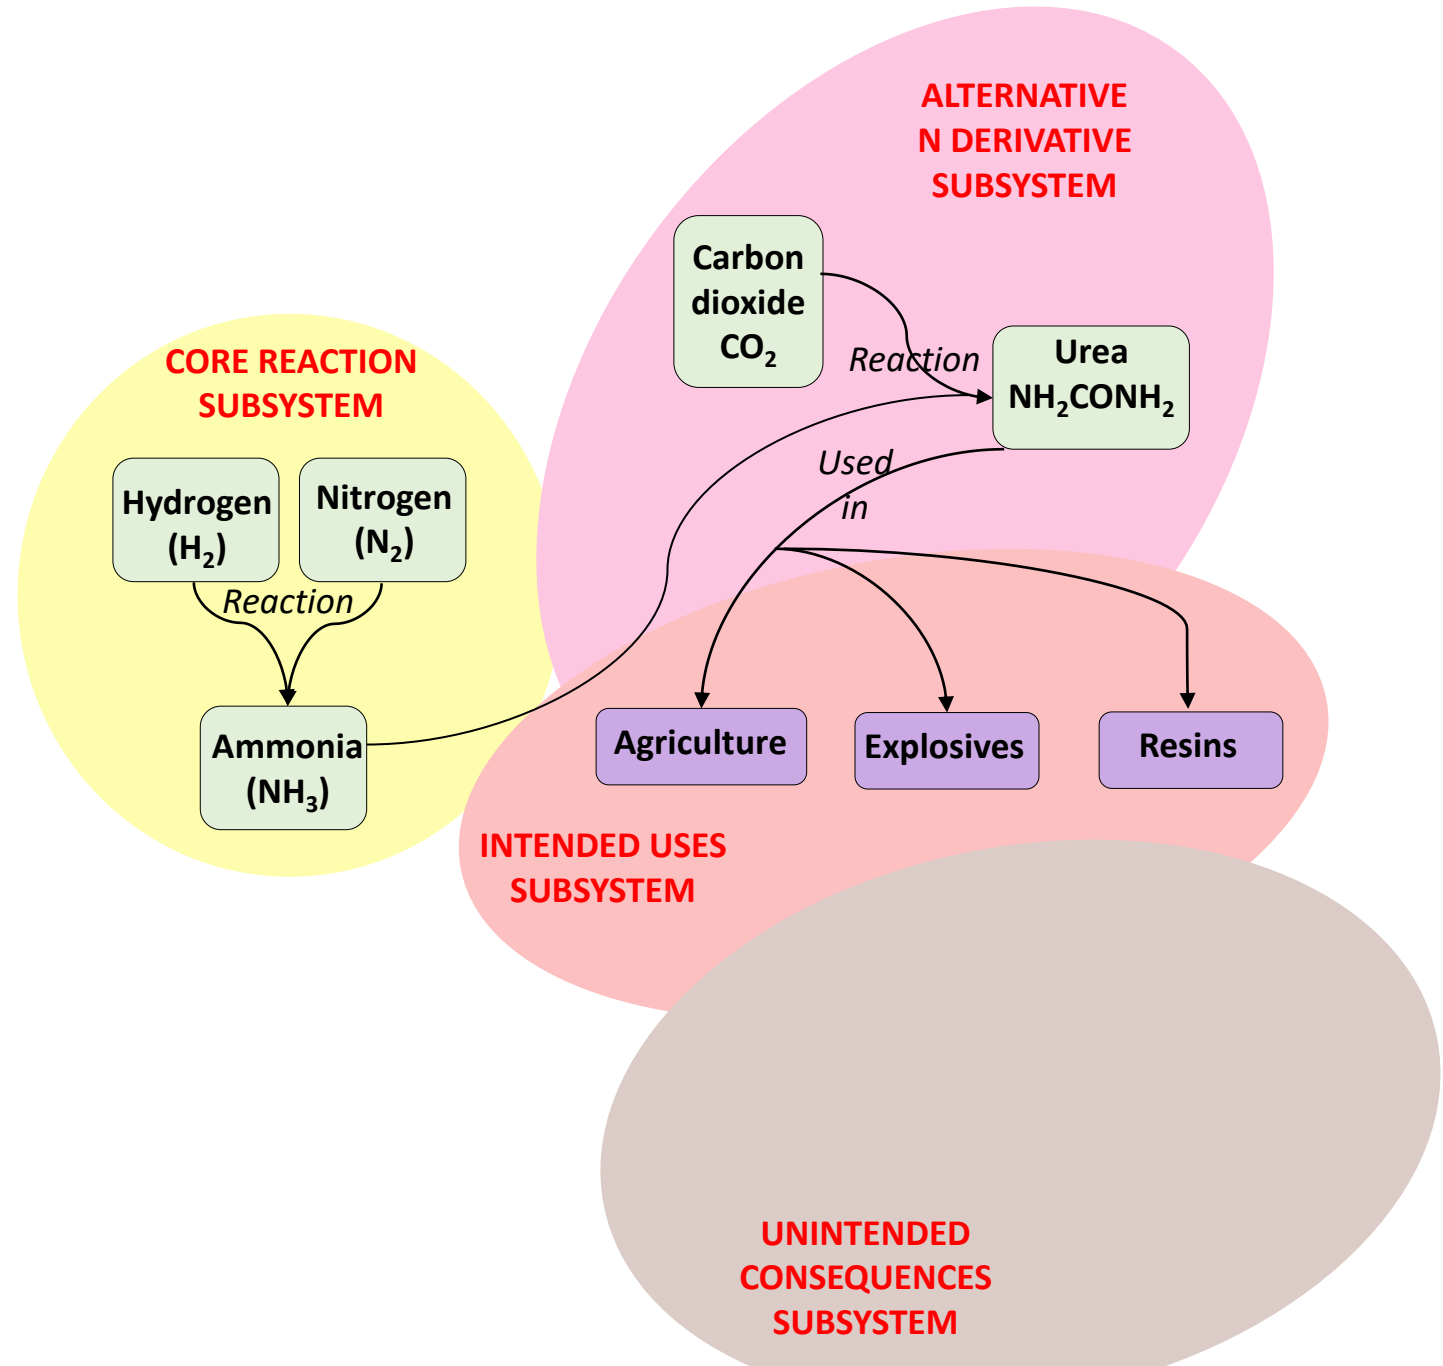 ALTERNATIVE
N DERIVATIVE
SUBSYSTEM
Carbon
dioxide
CO₂
Reaction
Urea
NH₂CONH₂
CORE REACTION
SUBSYSTEM
Hydrogen
(H₂)
Nitrogen
(N₂)
Reaction
Ammonia
(NH₃)
Used
in
Agriculture
Explosives
Resins
INTENDED USES
SUBSYSTEM
UNINTENDED
CONSEQUENCES
SUBSYSTEM